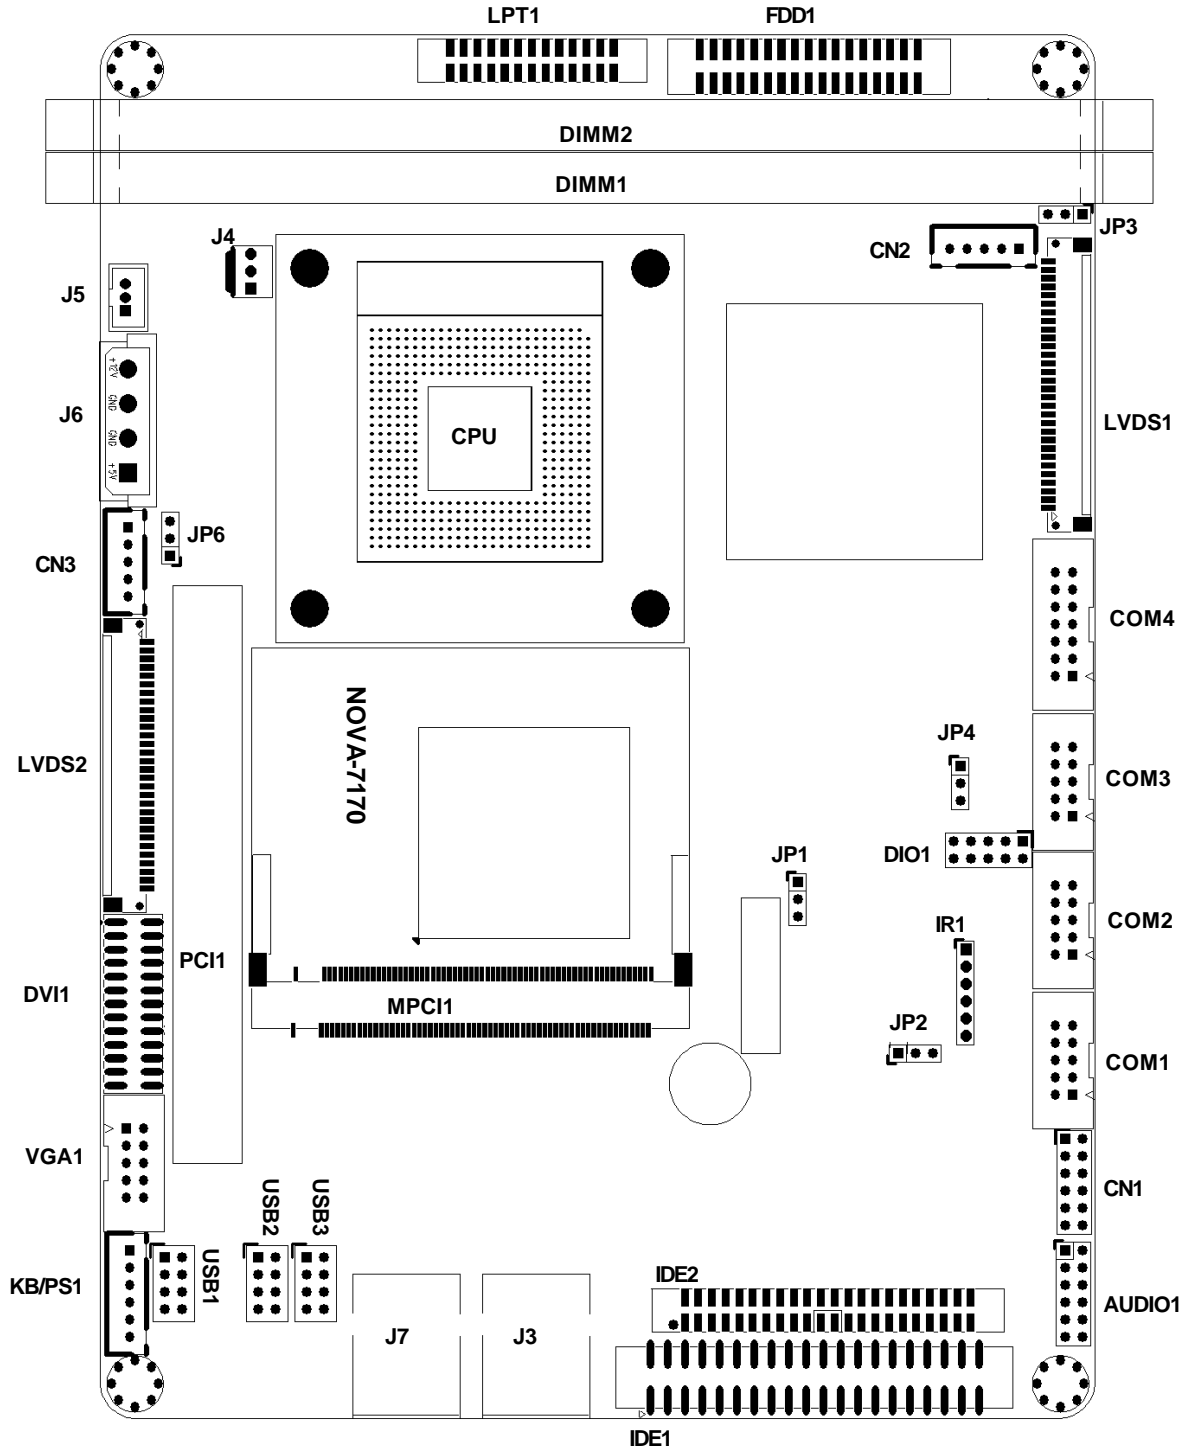 LPT1
FDD1
DIMM2
DIMM1
JP3
J4
CN2
J5
+12V
GND
GND
+5V
J6
LVDS1
CPU
JP6
CN3
COM4
NOVA-7170
LVDS2
JP4
COM3
DIO1
JP1
COM2
IR1
PCI1
DVI1
MPCI1
JP2
COM1
VGA1
CN1
USB2
USB3
USB1
KB/PS1
IDE2
AUDIO1
J7
J3
IDE1